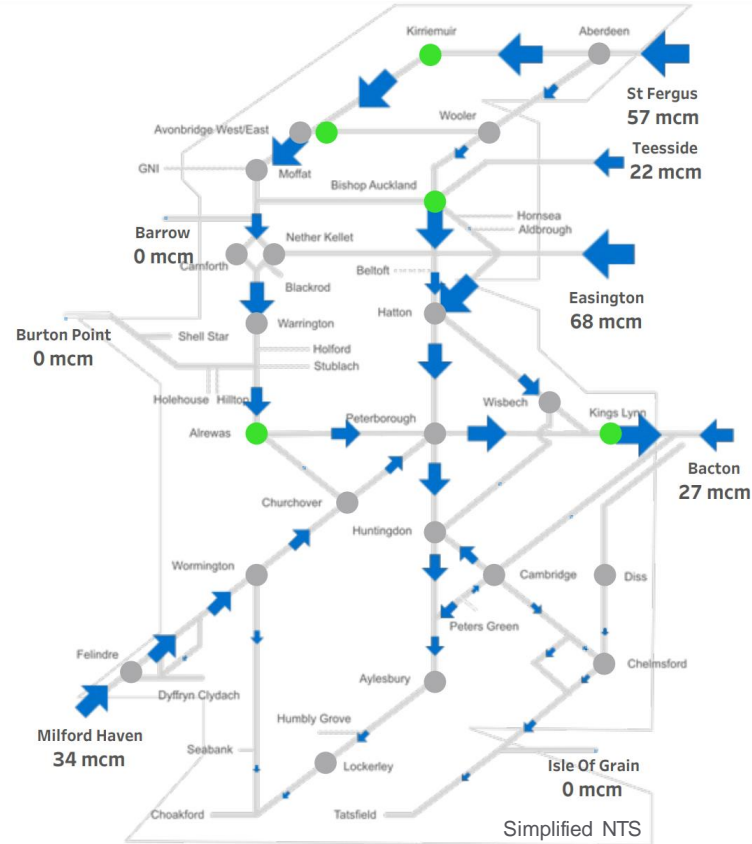 Kirriemuir
Aberdeen
St Fergus
57 mcm
Avonbridge West/East
Wooler
Teesside
22 mcm
GNI
Moffat
Bishop Auckland
Hornsea
Aldbrough
Barrow
0 mcm
Nether Kellet
Carnforth
Beltoft
Blackrod
Easington
68 mcm
Hatton
Warrington
Burton Point
0 mcm
Shell Star
Holford
Stublach
Holehouse
Hilltop
Wisbech
Kings Lynn
Peterborough
Alrewas
Bacton
27 mcm
Churchover
Huntingdon
Wormington
Cambridge
Diss
Peters Green
Felindre
Chelmsford
Aylesbury
Dyffryn Clydach
Humbly Grove
Milford Haven
34 mcm
Seabank
Lockerley
Isle Of Grain
0 mcm
Choakford
Tatsfield
Simplified NTS